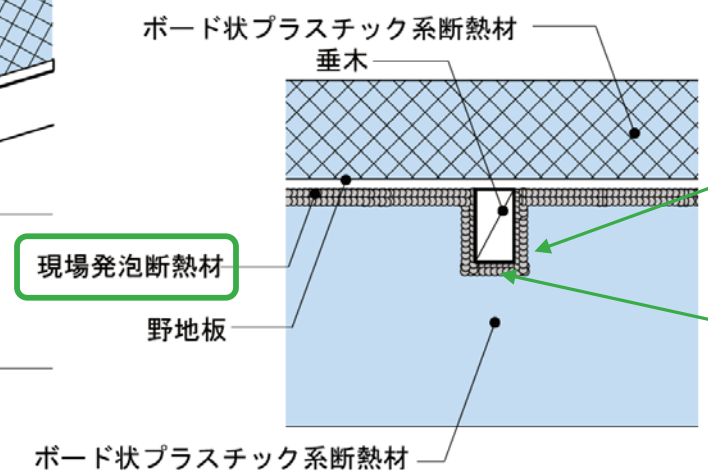 ボード状プラスチック系断熱材
垂木
現場発泡断熱材
野地板
ボード状プラスチック系断熱材